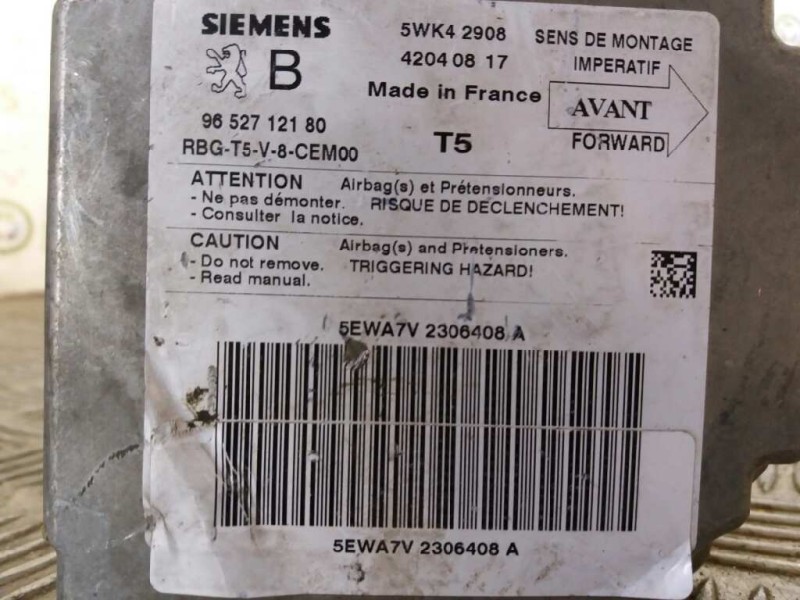 SIEMENS
B
5WK4 2908
4204 08 17
Made in France
SENS DE MONTAGE
IMPERATIF
AVANT
FORWARD
96 527 121 80
RBG-T5-V-8-CEM00
T5
ATTENTION Airbag(s) et Prétensionneurs.
- Ne pas démonter. RISQUE DE DECLENCHEMENT!
- Consulter la notice.
CAUTION Airbag(s) and Pretensioners.
- Do not remove. TRIGGERING HAZARD!
- Read manual.
5EWA7V 2306408 A
5EWA7V 2306408 A